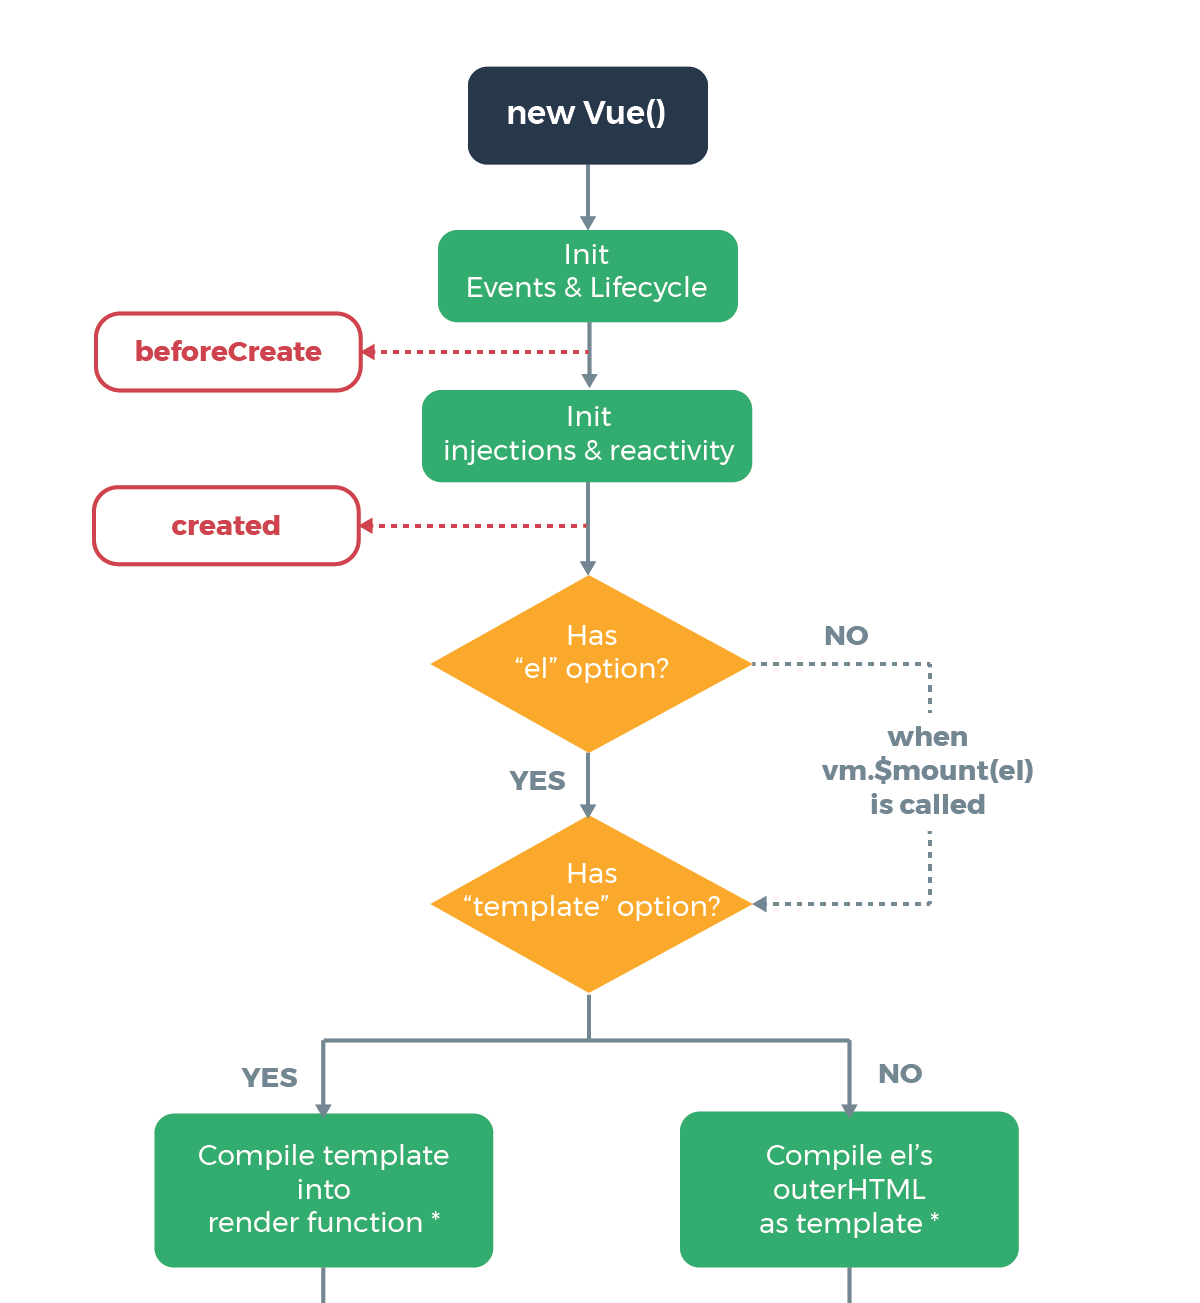 new Vue()
Init
Events & Lifecycle
beforeCreate
Init
injections & reactivity
created
Has
“el” option?
NO
when
vm.$mount(el)
is called
YES
Has
“template” option?
YES
NO
Compile template
into
render function *
Compile el’s
outerHTML
as template *